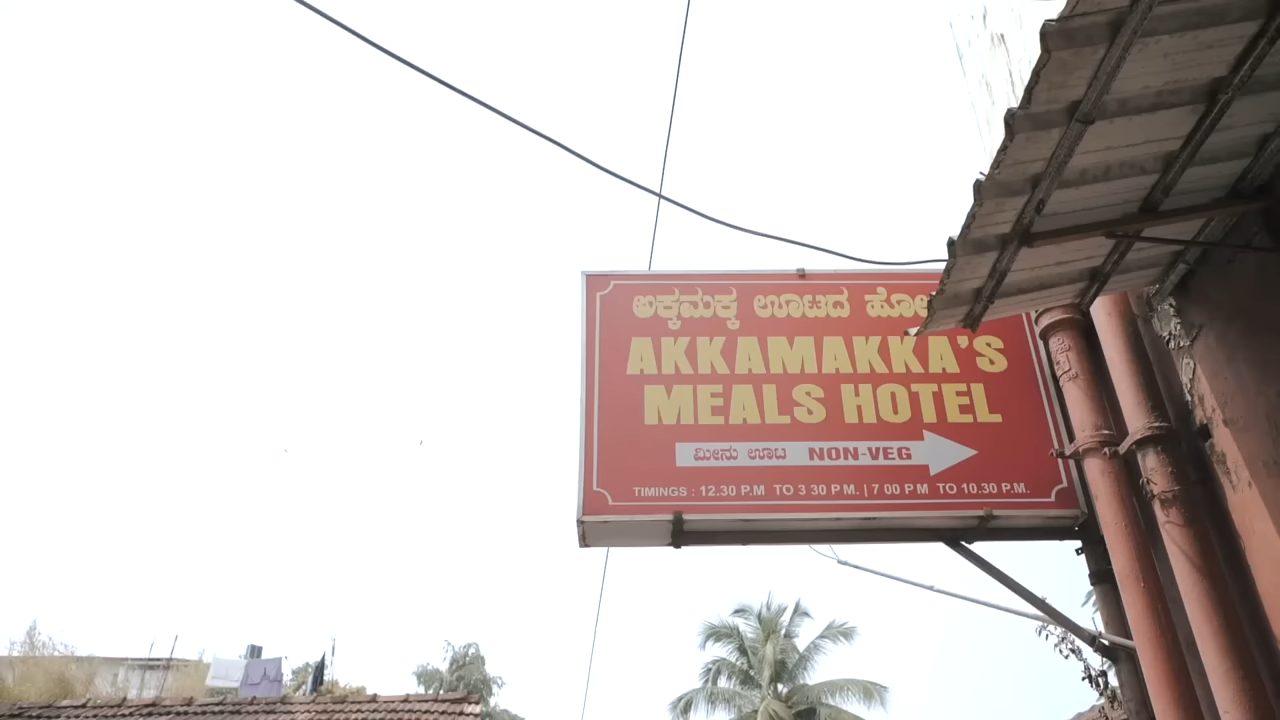 ಅಕ್ಕಮಕ್ಕ ಊಟದ
AKKAMAKKA'S
MEALS HOTEL
ಮೀನು ಊಟ NON-VEG
TIMINGS : 12.30 P.M TO 3 30 P M. | 7 00 P M TO 10.30 P.M.